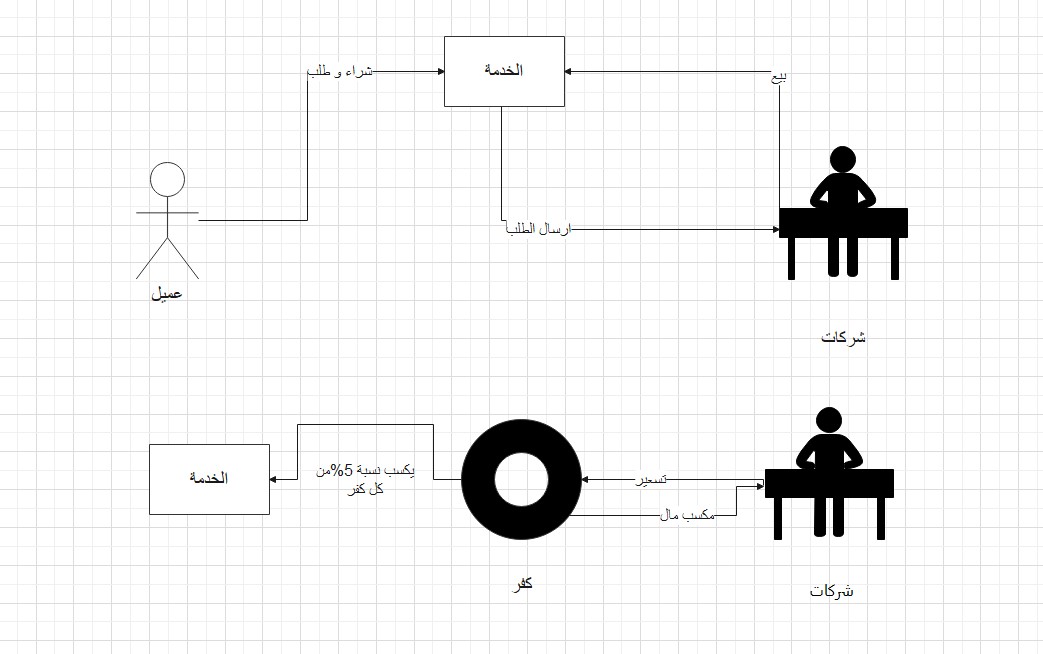 الخدمة
شراء و طلب
بيع
ارسال الطلب
عميل
شركات
الخدمة
يكسب نسبة 5%من
كل كفر
تسعير
مكسب مال
كفر
شركات